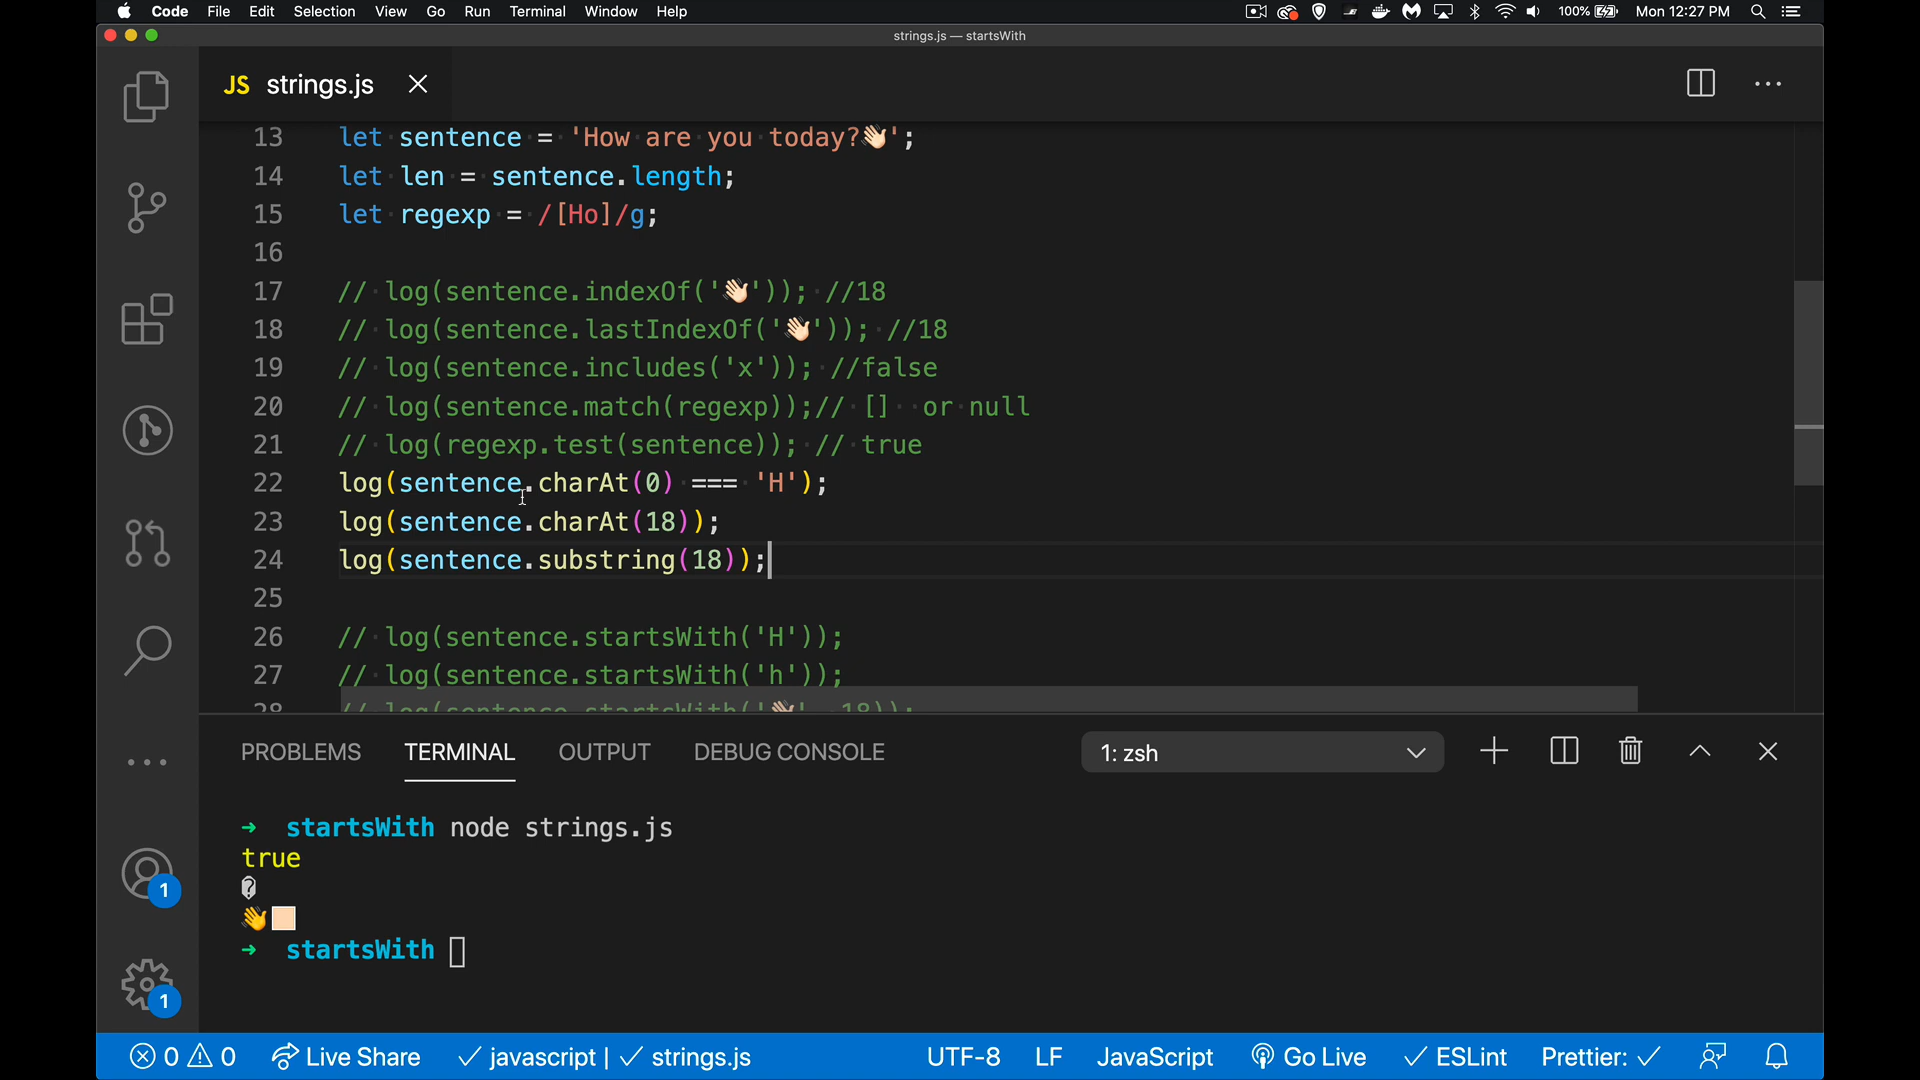 Code File Edit Selection View Go Run Terminal Window Help 100% Mon 12:27 PM
strings.js — startsWith
JS strings.js
13 let sentence = 'How are you today?👋🏻';
14 let len = sentence.length;
15 let regexp = /[Ho]/g;
16
17 // log(sentence.indexOf('👋🏻')); //18
18 // log(sentence.lastIndexOf('👋🏻')); //18
19 // log(sentence.includes('x')); //false
20 // log(sentence.match(regexp));// [] or null
21 // log(regexp.test(sentence)); // true
22 log(sentence.charAt(0) === 'H');
23 log(sentence.charAt(18));
24 log(sentence.substring(18));
25
26 // log(sentence.startsWith('H'));
27 // log(sentence.startsWith('h'));
28 // log(sentence.startsWith('👋🏻', 18));
PROBLEMS TERMINAL OUTPUT DEBUG CONSOLE 1: zsh
➜ startsWith node strings.js
true
�
👋🏻
➜ startsWith
1
1
0 0 Live Share ✓ javascript | ✓ strings.js UTF-8 LF JavaScript Go Live ✓ ESLint Prettier: ✓